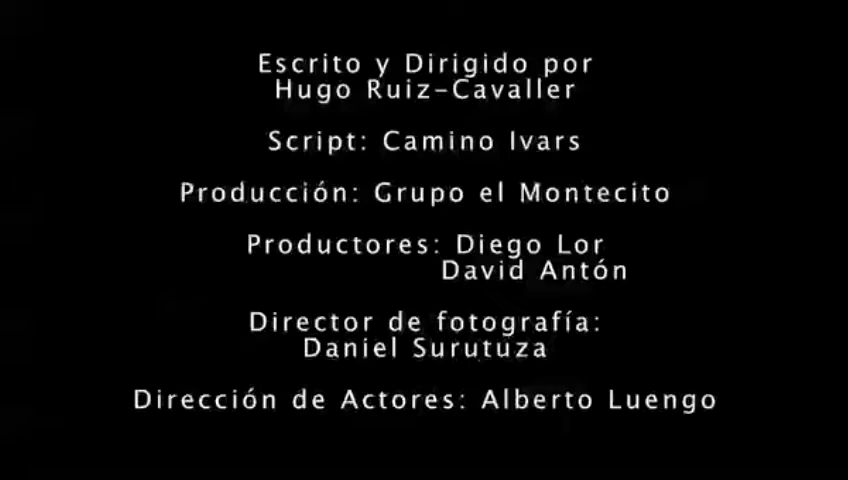 Escrito y Dirigido por
Hugo Ruiz-Cavaller
Script: Camino Ivars
Producción: Grupo el Montecito
Productores: Diego Lor
David Antón
Director de fotografía:
Daniel Surutuza
Dirección de Actores: Alberto Luengo